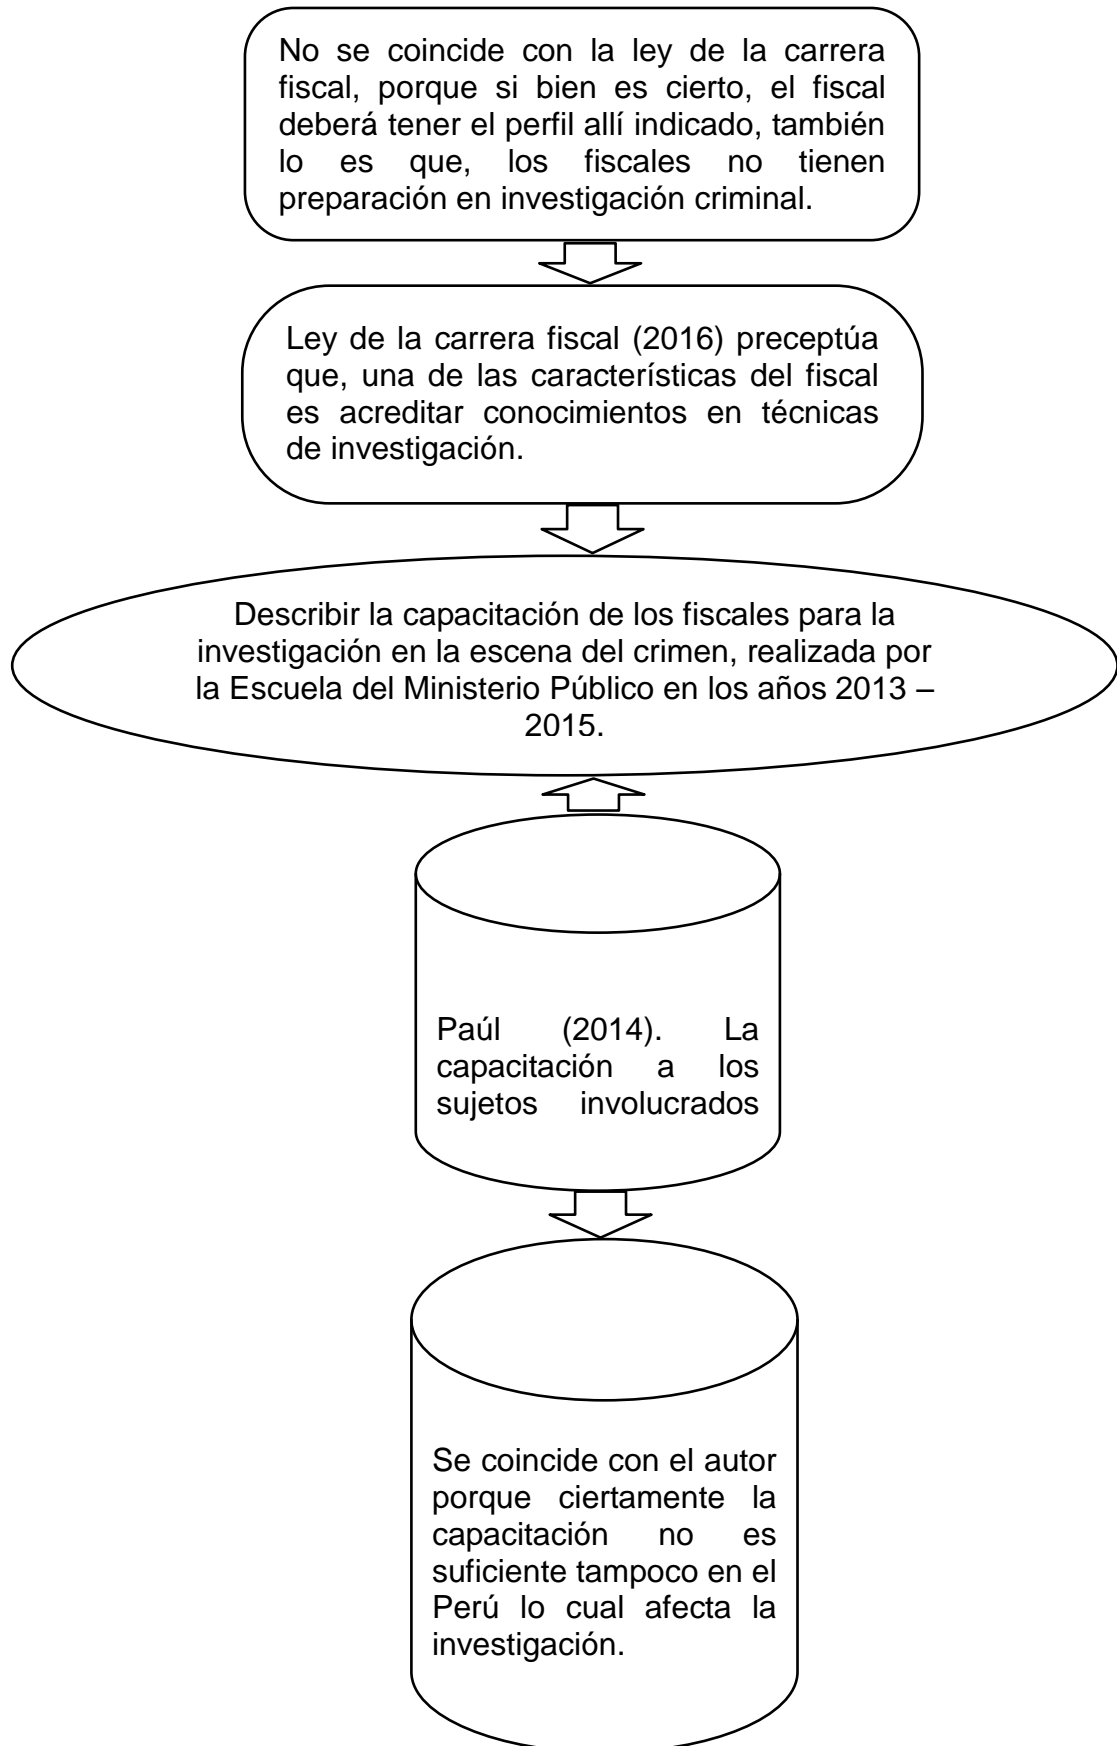 No se coincide con la ley de la carrera
fiscal, porque si bien es cierto, el fiscal
deberá tener el perfil allí indicado, también
lo es que, los fiscales no tienen
preparación en investigación criminal.
Ley de la carrera fiscal (2016) preceptúa
que, una de las características del fiscal
es acreditar conocimientos en técnicas
de investigación.
Describir la capacitación de los fiscales para la
investigación en la escena del crimen, realizada por
la Escuela del Ministerio Público en los años 2013 –
2015.
Paúl (2014). La
capacitación a los
sujetos involucrados
Se coincide con el autor
porque ciertamente la
capacitación no es
suficiente tampoco en el
Perú lo cual afecta la
investigación.